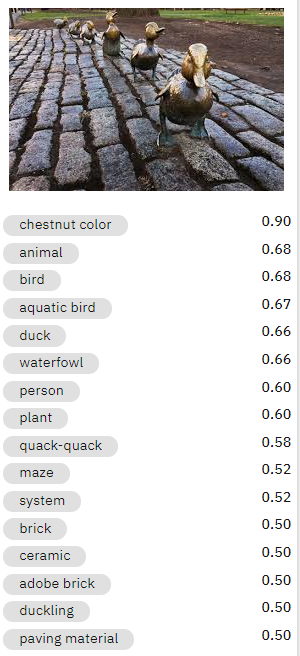 chestnut color 0.90
animal 0.68
bird 0.68
aquatic bird 0.67
duck 0.66
waterfowl 0.66
person 0.60
plant 0.60
quack-quack 0.58
maze 0.52
system 0.52
brick 0.50
ceramic 0.50
adobe brick 0.50
duckling 0.50
paving material 0.50